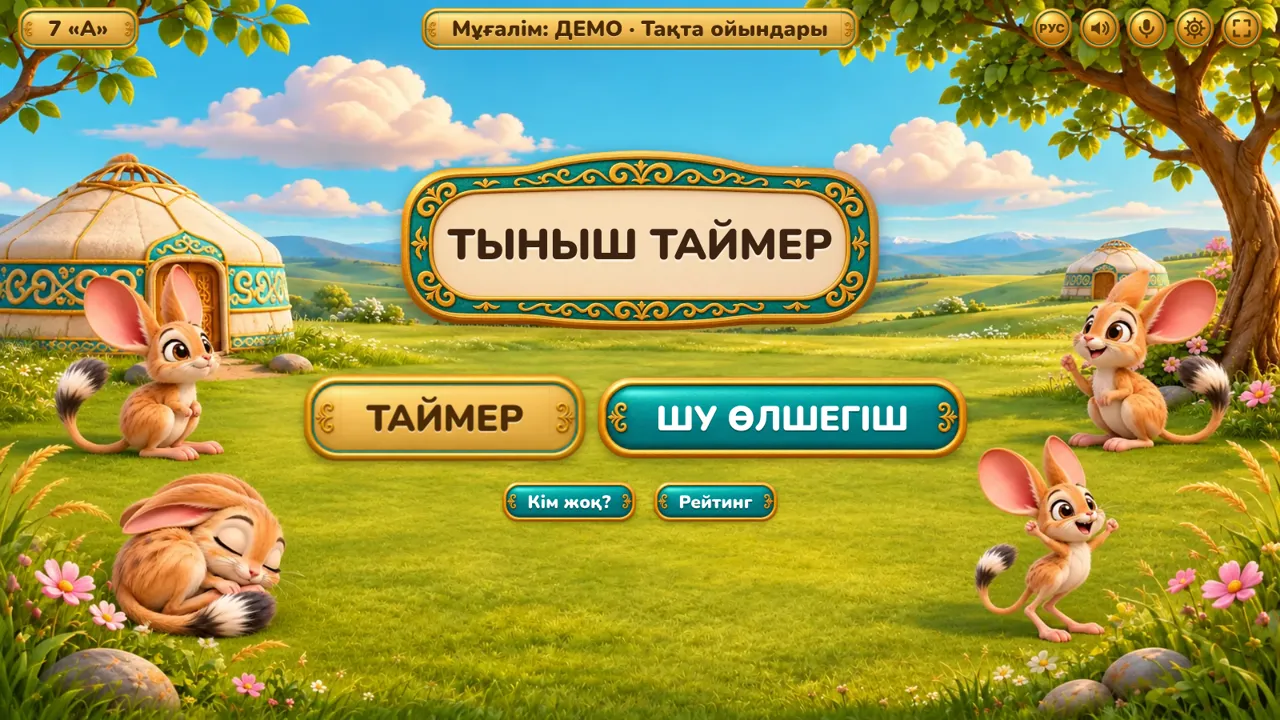 7 «А»
Мұғалім: ДЕМО · Тақта ойындары
РУС
ТЫНЫШ ТАЙМЕР
ТАЙМЕР
ШУ ӨЛШЕГІШ
Кім жоқ?
Рейтинг